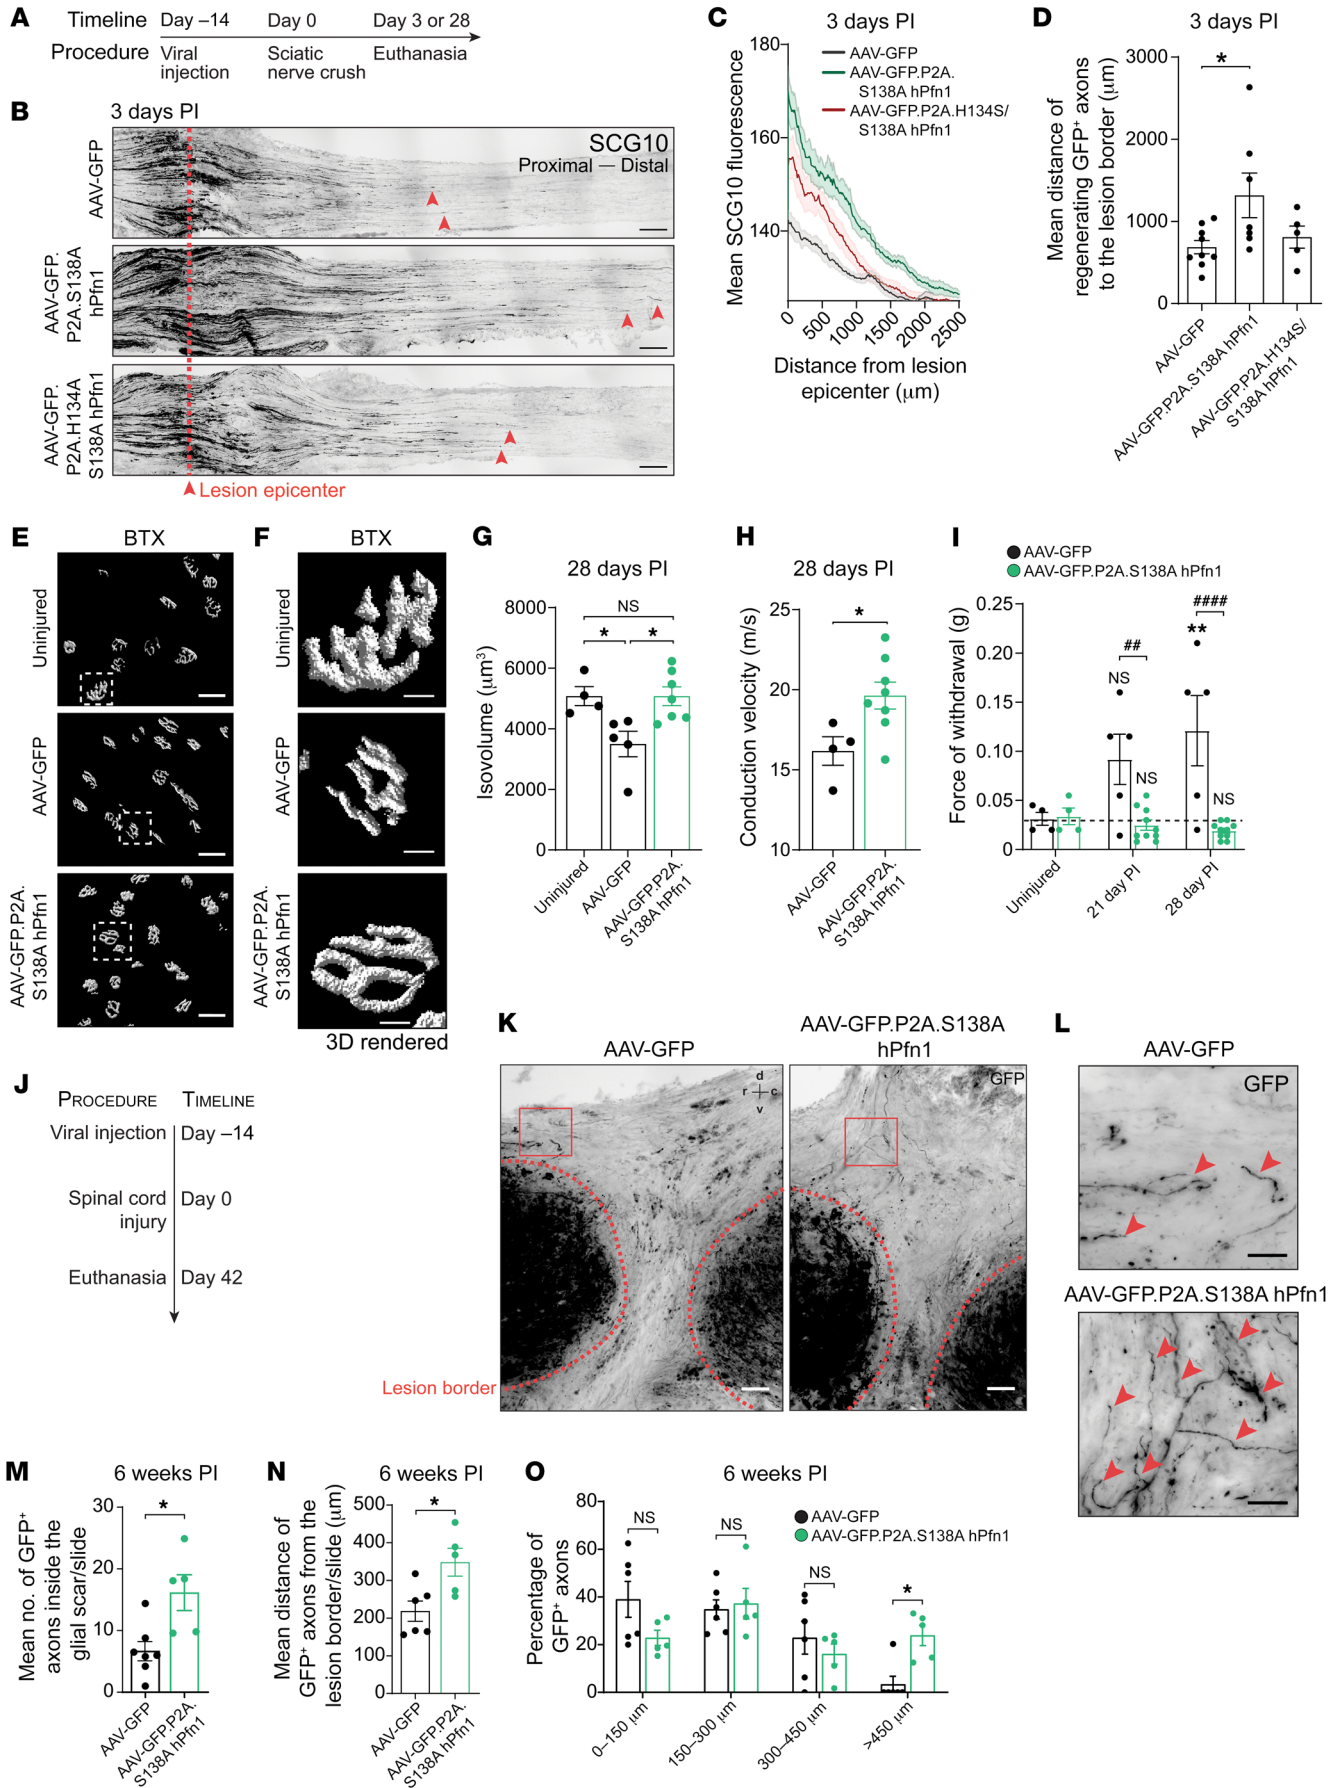 A
Timeline Day –14 Day 0 Day 3 or 28
Procedure Viral injection Sciatic nerve crush Euthanasia
B
3 days PI
AAV-GFP
SCG10
Proximal — Distal
AAV-GFP.
P2A.S138A
hPfn1
AAV-GFP.
P2A.H134A
S138A hPfn1
Lesion epicenter
C
3 days PI
AAV-GFP
AAV-GFP.P2A.
S138A hPfn1
AAV-GFP.P2A.H134S/
S138A hPfn1
Mean SCG10 fluorescence
180
160
140
0 500 1000 1500 2000 2500
Distance from lesion
epicenter (μm)
D
3 days PI
*
Mean distance of
regenerating GFP+ axons
to the lesion border (μm)
3000
2000
1000
0
AAV-GFP
AAV-GFP.P2A.S138A hPfn1
AAV-GFP.P2A.H134S/
S138A hPfn1
E
BTX
Uninjured
AAV-GFP
AAV-GFP.P2A.
S138A hPfn1
F
BTX
Uninjured
AAV-GFP
AAV-GFP.P2A.
S138A hPfn1
3D rendered
G
28 days PI
Isovolume (μm3)
8000
6000
4000
2000
0
NS
* *
Uninjured
AAV-GFP
AAV-GFP.P2A.
S138A hPfn1
H
28 days PI
Conduction velocity (m/s)
25
20
15
10
*
AAV-GFP
AAV-GFP.P2A.
S138A hPfn1
I
AAV-GFP
AAV-GFP.P2A.S138A hPfn1
Force of withdrawal (g)
0.25
0.20
0.15
0.10
0.05
0
####
**
##
NS
NS
NS
Uninjured
21 day PI
28 day PI
J
Procedure Timeline
Viral injection Day –14
Spinal cord
injury
Day 0
Euthanasia Day 42
K
AAV-GFP
AAV-GFP.P2A.S138A
hPfn1
d
r c
v
GFP
Lesion border
L
AAV-GFP
GFP
AAV-GFP.P2A.S138A hPfn1
M
6 weeks PI
Mean no. of GFP+
axons inside the
glial scar/slide
30
20
10
0
*
AAV-GFP
AAV-GFP.P2A.
S138A hPfn1
N
6 weeks PI
Mean distance of
GFP+ axons from the
lesion border/slide (μm)
500
400
300
200
100
0
*
AAV-GFP
AAV-GFP.P2A.
S138A hPfn1
O
6 weeks PI
AAV-GFP
AAV-GFP.P2A.S138A hPfn1
Percentage of
GFP+ axons
80
60
40
20
0
NS
NS
NS
*
0–150 μm
150–300 μm
300–450 μm
>450 μm